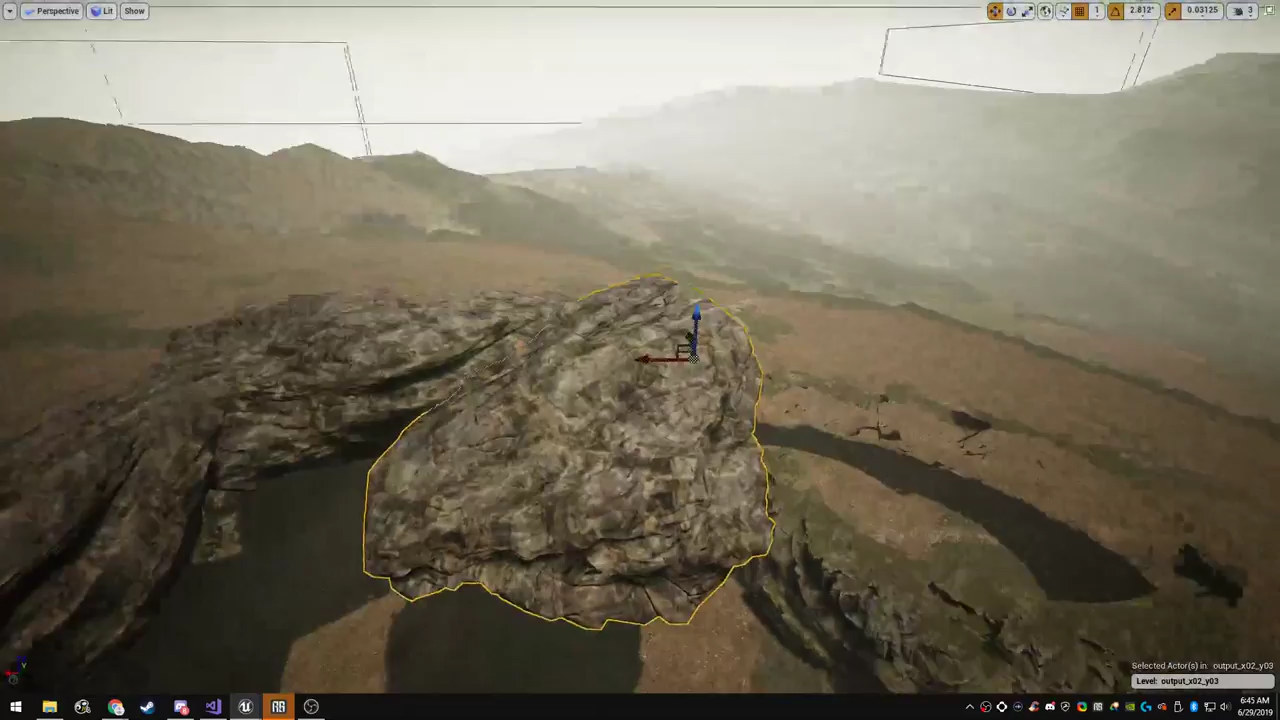 Perspective Lit Show 1 2.812° 0.03125 3
Selected Actor(s) in: output_x02_y03
Level: output_x02_y03
6:45 AM
6/29/2019